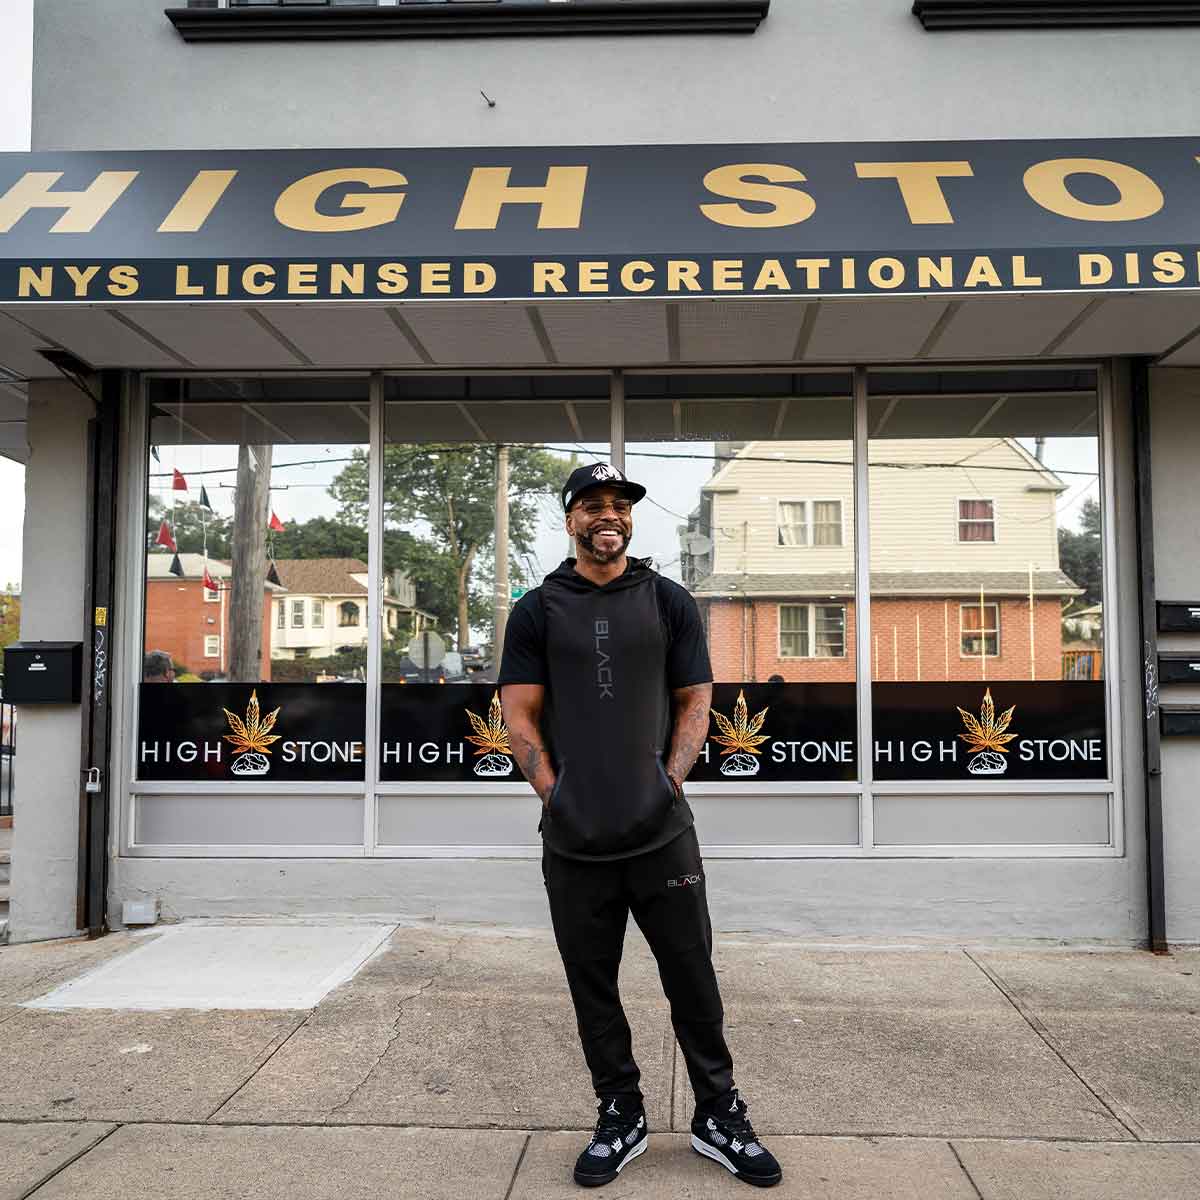 HIGH STO
NYS LICENSED RECREATIONAL DIS
HIGH STONE
HIGH
H STONE
HIGH STONE
BLACK
BLACK